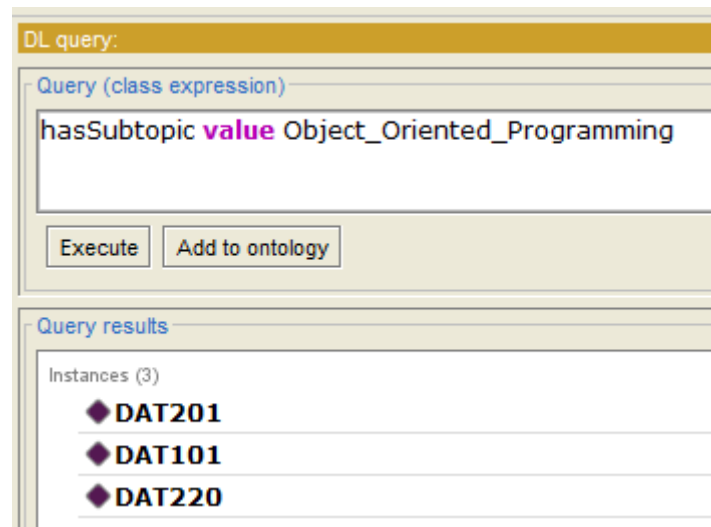 DL query:
Query (class expression)
hasSubtopic value Object_Oriented_Programming
Execute Add to ontology
Query results
Instances (3)
DAT201
DAT101
DAT220